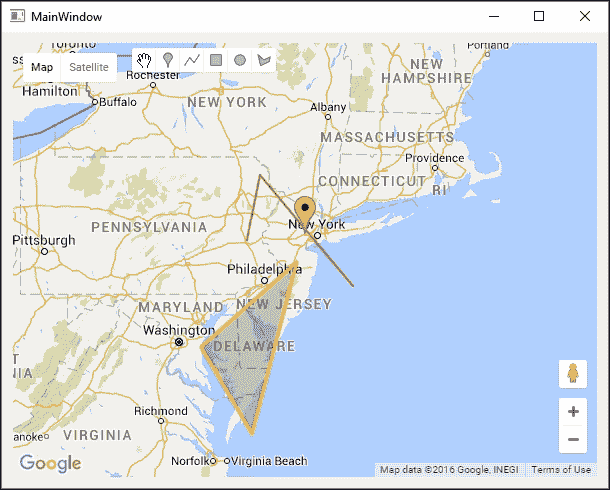 MainWindow
Toronto
Portland
Map Satellite
Rochester
NEW
HAMPSHIRE
Hamilton
Buffalo
NEW YORK
Albany
MASSACHUSETTS
Providence
CONNECTICUT
RI
PENNSYLVANIA
New York
Pittsburgh
Philadelphia
MARYLAND
NEW JERSEY
Washington
DELAWARE
Richmond
VIRGINIA
anoke
Norfolk
Virginia Beach
Google
Map data ©2016 Google, INEGI
Terms of Use